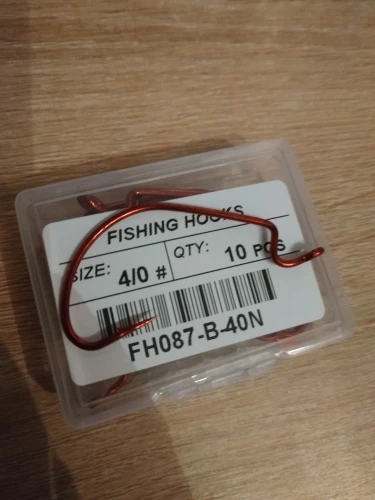 FISHING HOOKS
SIZE: 4/0 # QTY: 10 PCS
FH087-B-40N